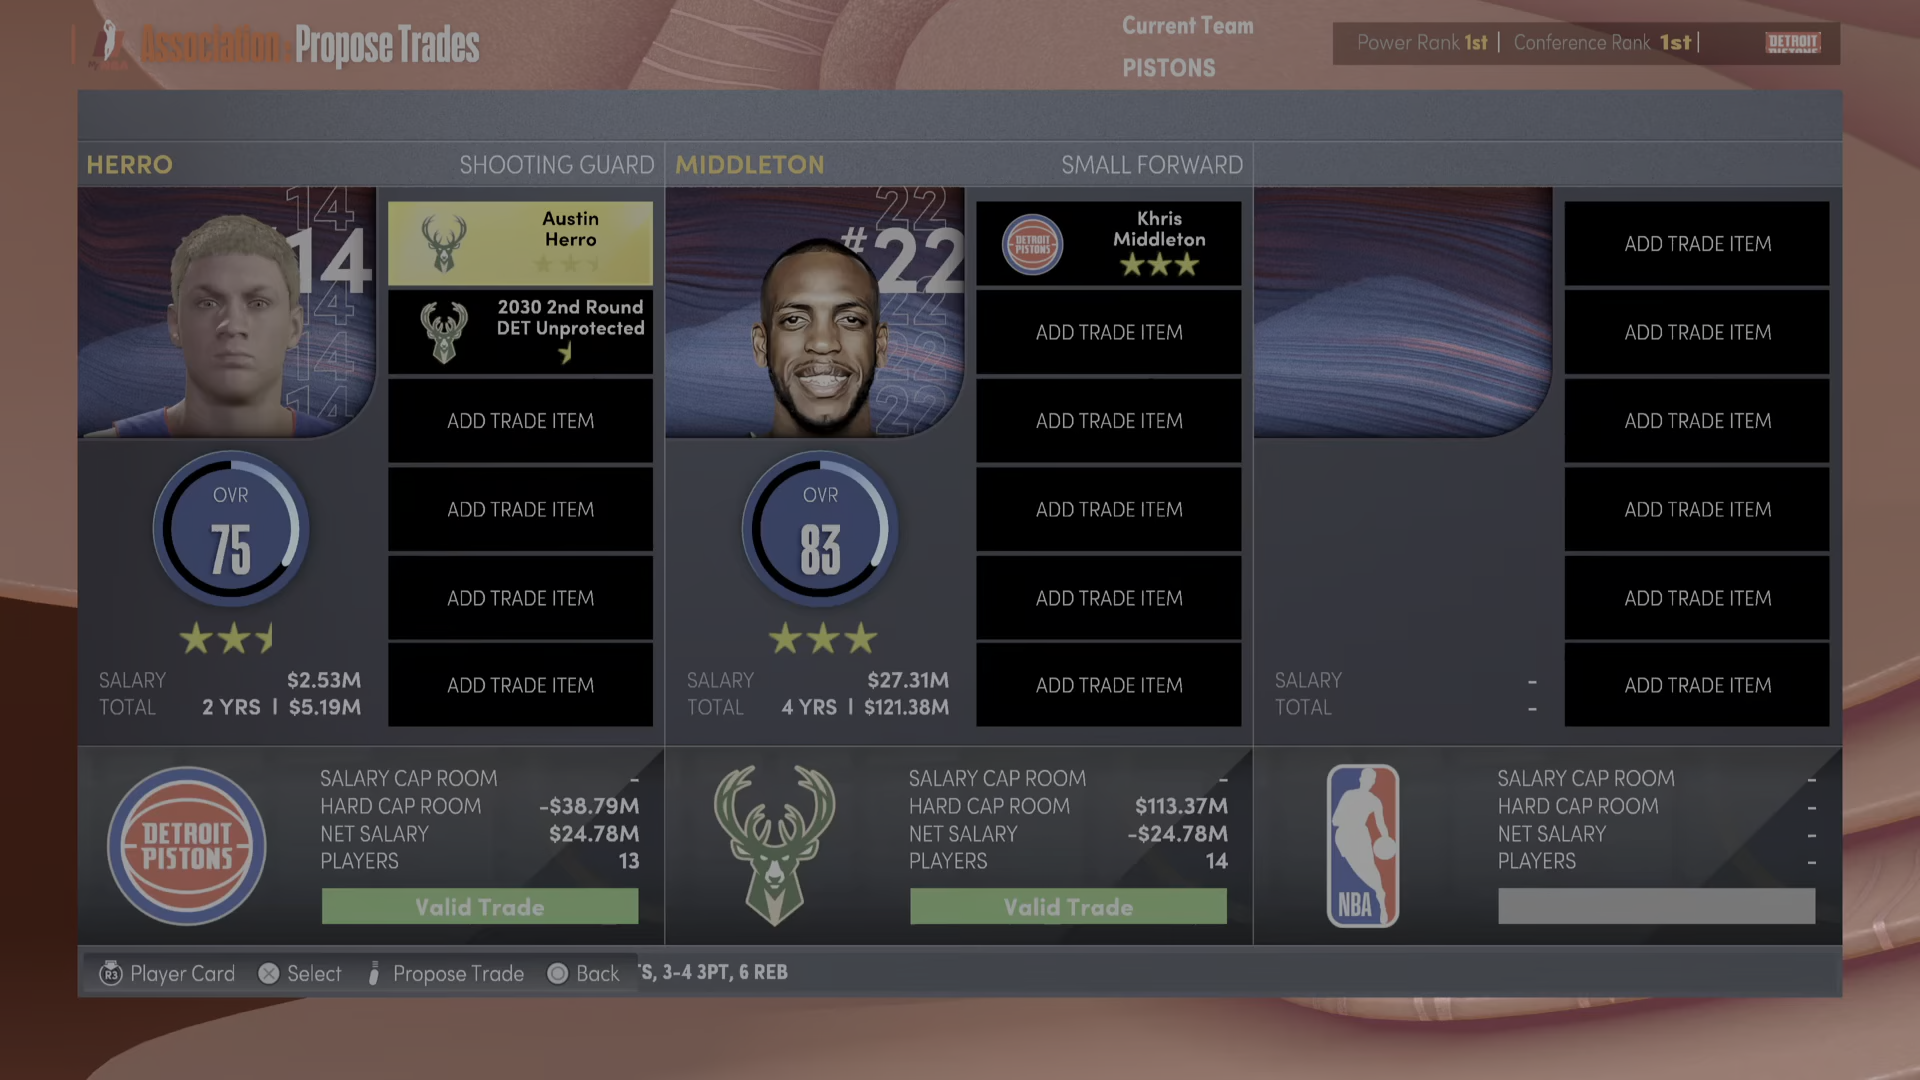 Association: Propose Trades
Current Team
PISTONS
Power Rank 1st | Conference Rank 1st |
DETROIT
PISTONS
HERRO
SHOOTING GUARD
14
Austin
Herro
2030 2nd Round
DET Unprotected
ADD TRADE ITEM
ADD TRADE ITEM
ADD TRADE ITEM
ADD TRADE ITEM
OVR
75
SALARY $2.53M
TOTAL 2 YRS | $5.19M
MIDDLETON
SMALL FORWARD
#22
DETROIT
PISTONS
Khris
Middleton
ADD TRADE ITEM
ADD TRADE ITEM
ADD TRADE ITEM
ADD TRADE ITEM
ADD TRADE ITEM
OVR
83
SALARY $27.31M
TOTAL 4 YRS | $121.38M
ADD TRADE ITEM
ADD TRADE ITEM
ADD TRADE ITEM
ADD TRADE ITEM
ADD TRADE ITEM
ADD TRADE ITEM
SALARY -
TOTAL -
DETROIT
PISTONS
SALARY CAP ROOM -
HARD CAP ROOM -$38.79M
NET SALARY $24.78M
PLAYERS 13
Valid Trade
SALARY CAP ROOM -
HARD CAP ROOM $113.37M
NET SALARY -$24.78M
PLAYERS 14
Valid Trade
NBA
SALARY CAP ROOM -
HARD CAP ROOM -
NET SALARY -
PLAYERS -
R3 Player Card Select Propose Trade Back TS, 3-4 3PT, 6 REB